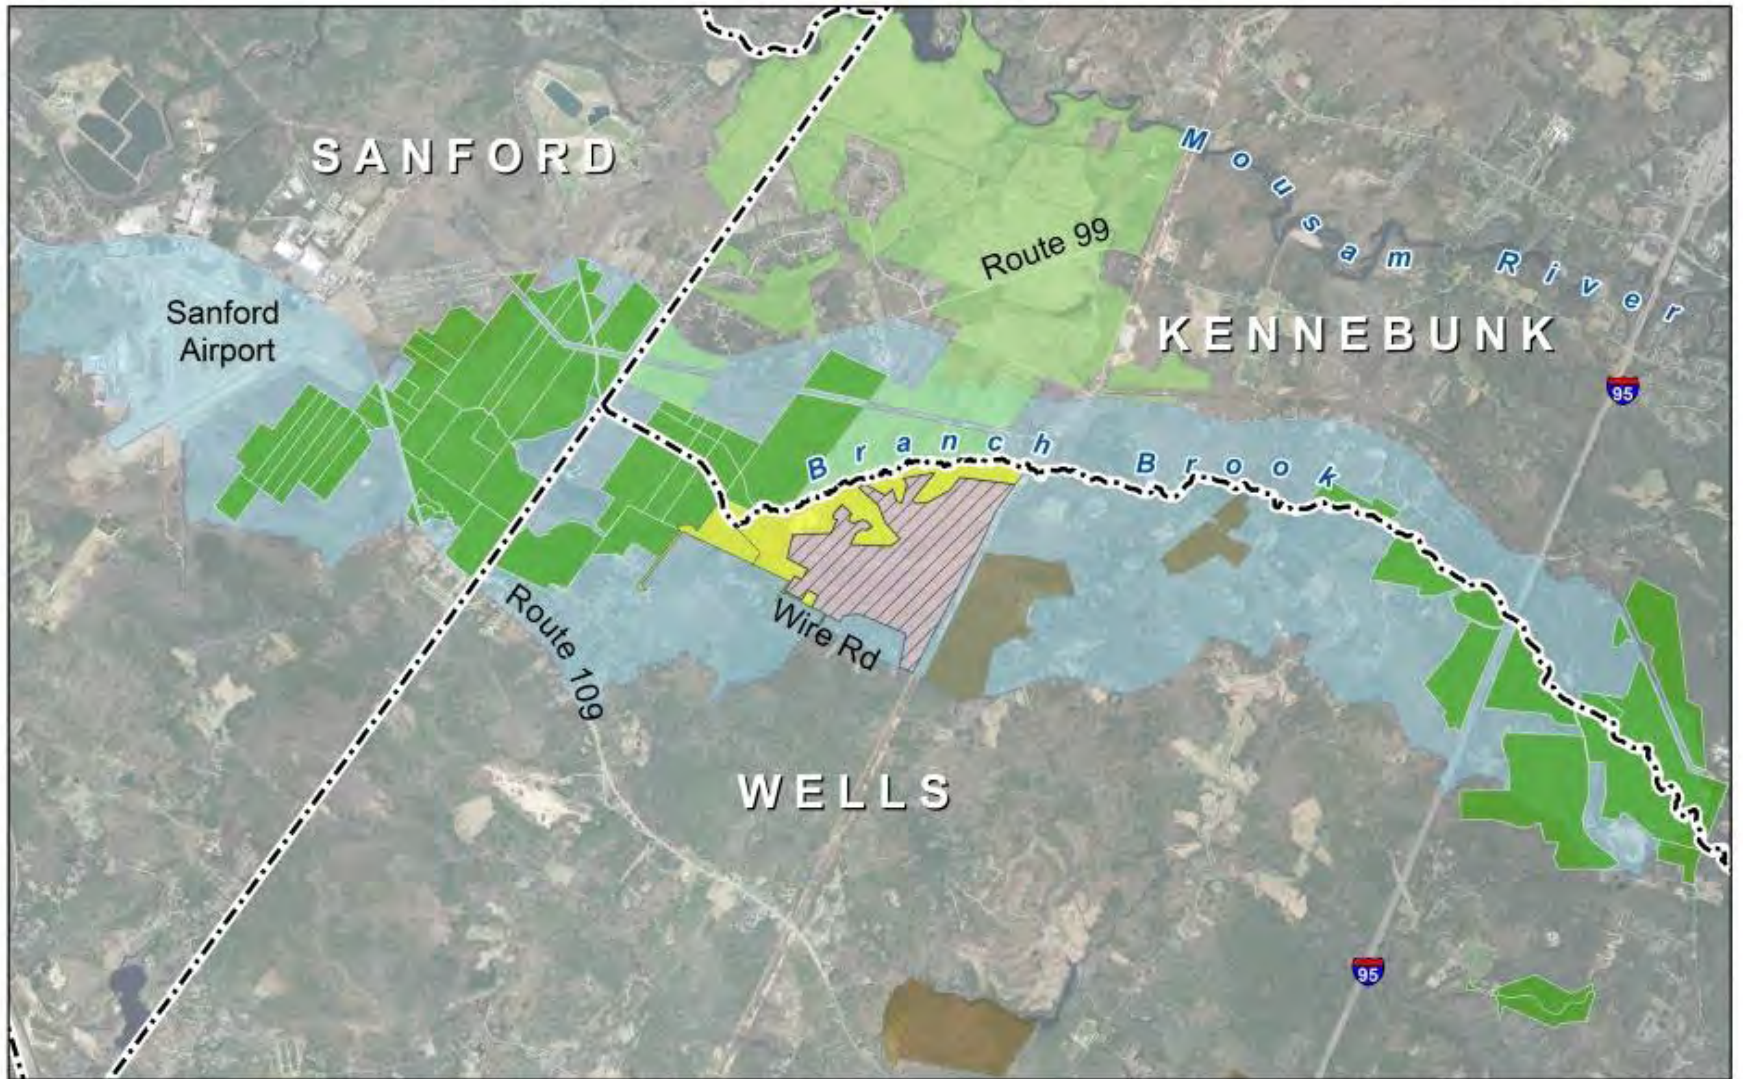 SANFORD
Mousam River
Route 99
Sanford
Airport
KENNEBUNK
95
Branch Brook
Route 109
Wire Rd
WELLS
95